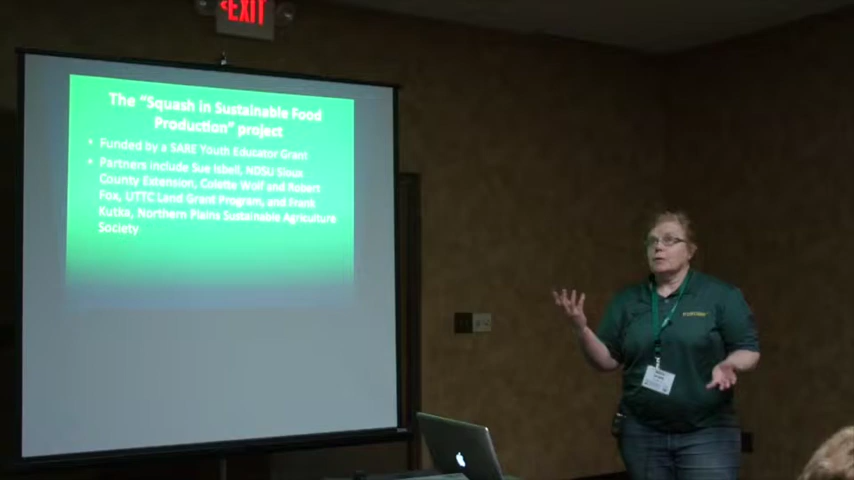 EXIT
The "Squash in Sustainable Food
Production" project
• Funded by a SARE Youth Educator Grant
• Partners include Sue Isbell, NDSU Sioux
County Extension, Colette Wolf and Robert
Fox, UTTC Land Grant Program, and Frank
Kutka, Northern Plains Sustainable Agriculture
Society